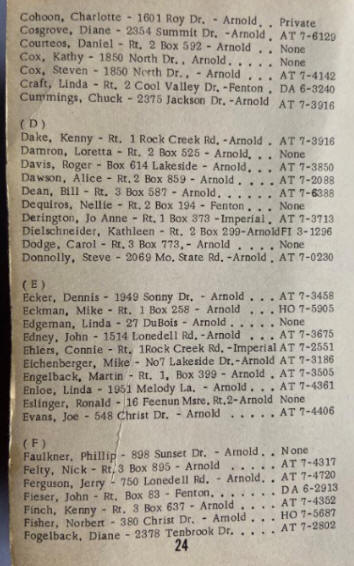 Cohoon, Charlotte - 1601 Roy Dr. - Arnold. . Private
Cosgrove, Diane - 2354 Summit Dr. -Arnold . AT 7-6129
Courteos, Daniel - Rt. 2 Box 592 - Arnold . . None
Cox, Kathy - 1850 North Dr., Arnold. . . . . None
Cox, Steven - 1850 North Dr., - Arnold . . . AT 7-4142
Craft, Linda - Rt. 2 Cool Valley Dr.-Fenton . DA 6-3240
Cummings, Chuck - 2375 Jackson Dr.-Arnold . AT 7-3916
( D )
Dake, Kenny - Rt. 1 Rock Creek Rd. -Arnold . AT 7-3916
Damron, Loretta - Rt. 2 Box 525 - Arnold. . . None
Davis, Roger - Box 614 Lakeside - Arnold. . . AT 7-3850
Dawson, Alice - Rt. 2 Box 859 - Arnold . . . AT 7-2088
Dean, Bill - Rt. 3 Box 587 - Arnold. . . . . . AT 7-6388
Dequiros, Nellie - Rt. 2 Box 194 - Fenton . . . None
Derington, Jo Anne - Rt. 1 Box 373 -Imperial . AT 7-3713
Dielschneider, Kathleen - Rt. 2 Box 299-ArnoldFI 3-1296
Dodge, Carol - Rt. 3 Box 773, - Arnold . . . . None
Donnolly, Steve - 2069 Mo. State Rd. -Arnold . AT 7-0230
( E )
Ecker, Dennis - 1949 Sonny Dr. - Arnold . . . AT 7-3458
Eckman, Mike - Rt. 1 Box 258 - Arnold . . . HO 7-5905
Edgeman, Linda - 27 DuBois - Arnold . . . . . None
Edney, John - 1514 Lonedell Rd. -Arnold . . . AT 7-3675
Ehlers, Connie - Rt. 1Rock Creek Rd. -Imperial AT 7-2551
Eichenberger, Mike - No7 Lakeside Dr.-Arnold AT 7-3186
Engelback, Martin - Rt. 1, Box 399 - Arnold . AT 7-3505
Enloe, Linda - 1951 Melody La. - Arnold . . . AT 7-4361
Eslinger, Ronald - 16 Feenun Msre. Rt.2-Arnold None
Evans, Joe - 548 Christ Dr. - Arnold . . . . . AT 7-4406
( F )
Faulkner, Phillip - 898 Sunset Dr. - Arnold. . None
Felty, Nick - Rt, 3 Box 895 - Arnold . . . . . AT 7-4317
Ferguson, Jerry - 750 Lonedell Rd. - Arnold. . AT 7-4720
Fieser, John - Rt. Box 83 - Fenton. . . . . . . DA 6-2913
Finch, Kenny - Rt. 3 Box 637 - Arnold . . . . AT 7-4352
Fisher, Norbert - 380 Christ Dr. - Arnold . . . HO 7-5687
Fogelback, Diane - 2378 Tenbrook Dr. . . . . . AT 7-2802
24